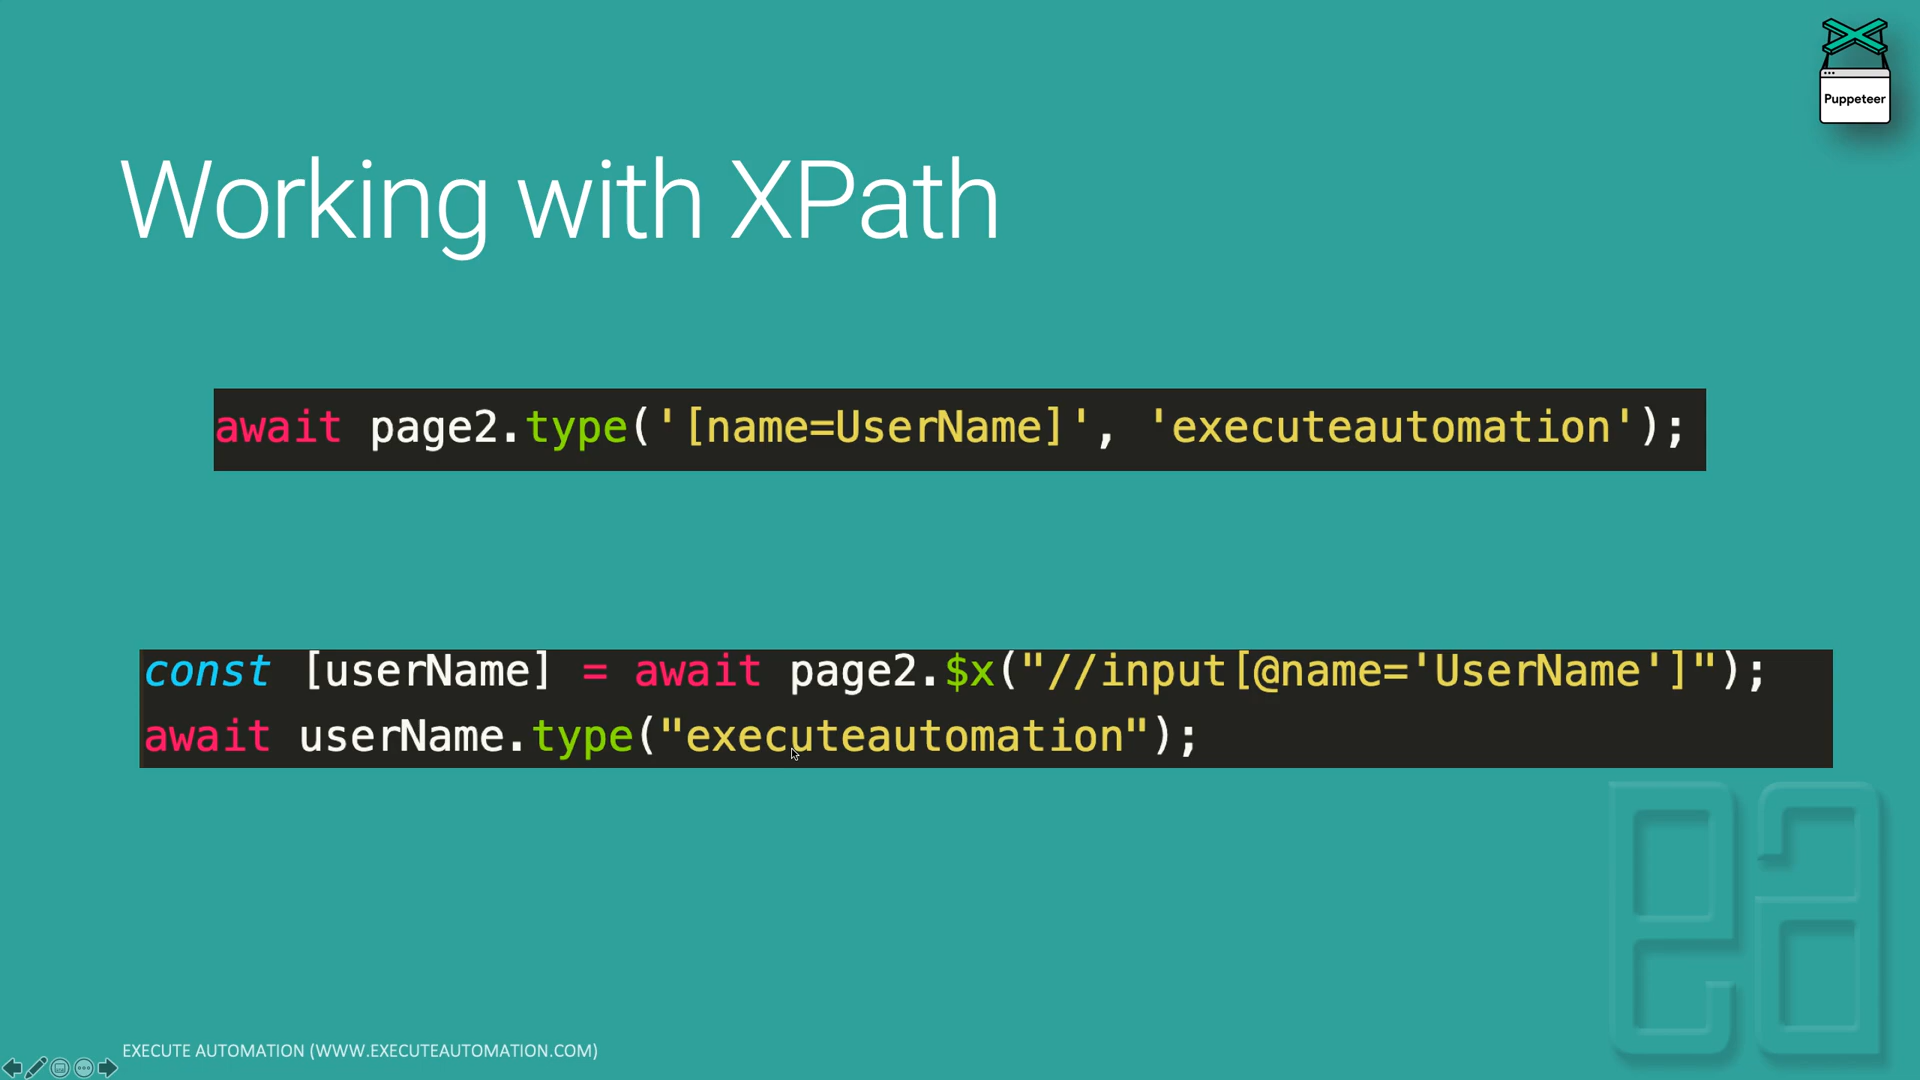 Puppeteer
Working with XPath
await page2.type('[name=UserName]', 'executeautomation');
const [userName] = await page2.$x("//input[@name='UserName']");
await userName.type("executeautomation");
ea
EXECUTE AUTOMATION (WWW.EXECUTEAUTOMATION.COM)